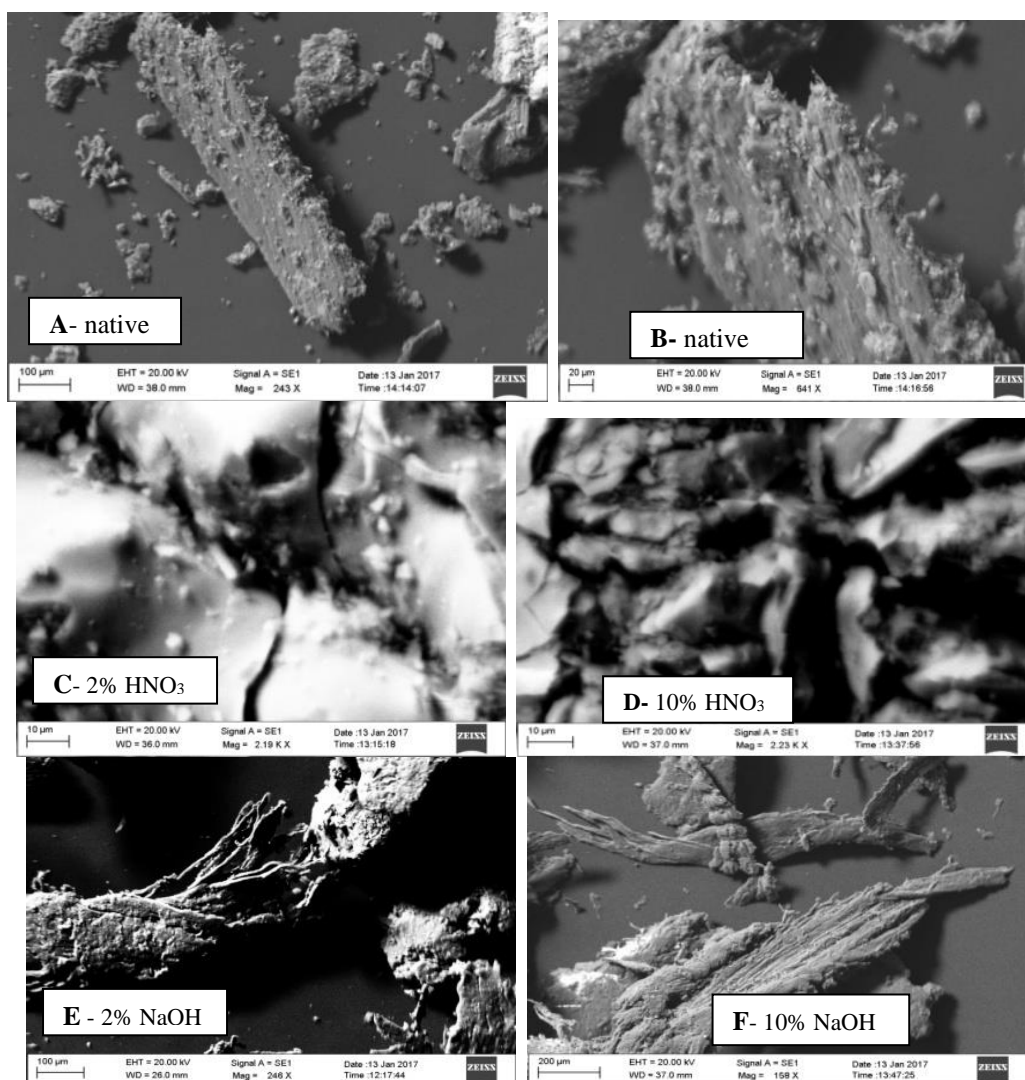 A- native
100 µm
EHT = 20.00 kV
WD = 38.0 mm
Signal A = SE1
Mag = 243 X
Date :13 Jan 2017
Time :14:14:07
ZEISS
B- native
20 µm
EHT = 20.00 kV
WD = 38.0 mm
Signal A = SE1
Mag = 641 X
Date :13 Jan 2017
Time :14:16:56
ZEISS
C- 2% HNO₃
10 µm
EHT = 20.00 kV
WD = 36.0 mm
Signal A = SE1
Mag = 2.19 K X
Date :13 Jan 2017
Time :13:15:18
ZEISS
D- 10% HNO₃
10 µm
EHT = 20.00 kV
WD = 37.0 mm
Signal A = SE1
Mag = 2.23 K X
Date :13 Jan 2017
Time :13:37:56
ZEISS
E - 2% NaOH
100 µm
EHT = 20.00 kV
WD = 26.0 mm
Signal A = SE1
Mag = 246 X
Date :13 Jan 2017
Time :12:17:44
ZEISS
F- 10% NaOH
200 µm
EHT = 20.00 kV
WD = 37.0 mm
Signal A = SE1
Mag = 158 X
Date :13 Jan 2017
Time :13:47:25
ZEISS